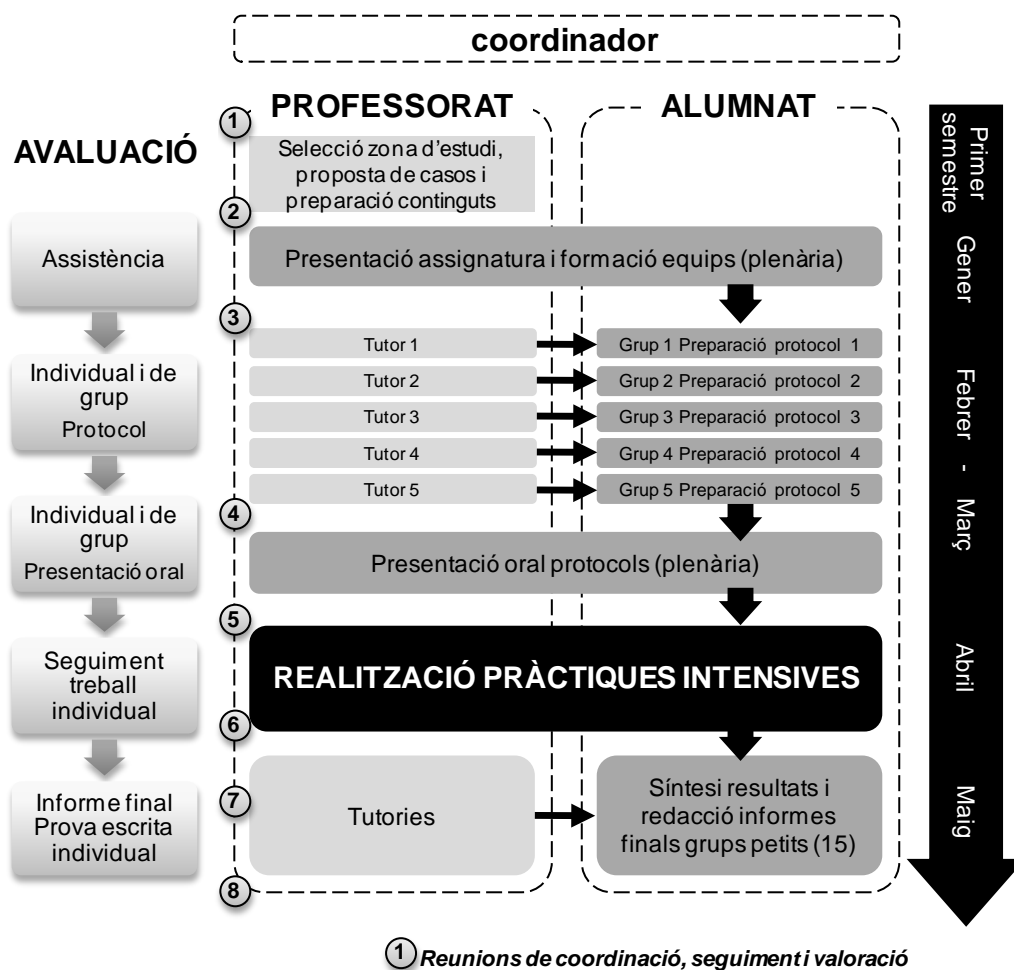 coordinador
PROFESSORAT
ALUMNAT
AVALUACIÓ
1
Selecció zona d'estudi,
proposta de casos i
preparació continguts
Primer
semestre
2
Assistència
Presentació assignatura i formació equips (plenària)
Gener
3
Tutor 1
Grup 1 Preparació protocol 1
Individual i de
grup
Protocol
Tutor 2
Grup 2 Preparació protocol 2
Tutor 3
Grup 3 Preparació protocol 3
Tutor 4
Grup 4 Preparació protocol 4
Tutor 5
Grup 5 Preparació protocol 5
Febrer - Març
4
Individual i de
grup
Presentació oral
Presentació oral protocols (plenària)
5
Seguiment
treball
individual
REALITZACIÓ PRÀCTIQUES INTENSIVES
Abril
6
Informe final
Prova escrita
individual
7
Tutories
Síntesi resultats i
redacció informes
finals grups petits (15)
Maig
8
1 Reunions de coordinació, seguiment i valoració